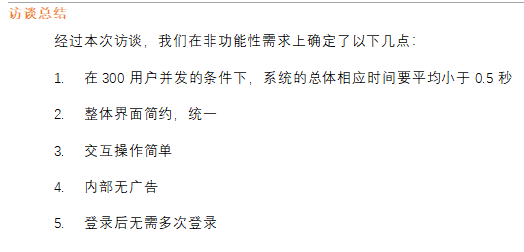 访谈总结
经过本次访谈，我们在非功能性需求上确定了以下几点：
1. 在 300 用户并发的条件下，系统的总体相应时间要平均小于 0.5 秒
2. 整体界面简约，统一
3. 交互操作简单
4. 内部无广告
5. 登录后无需多次登录